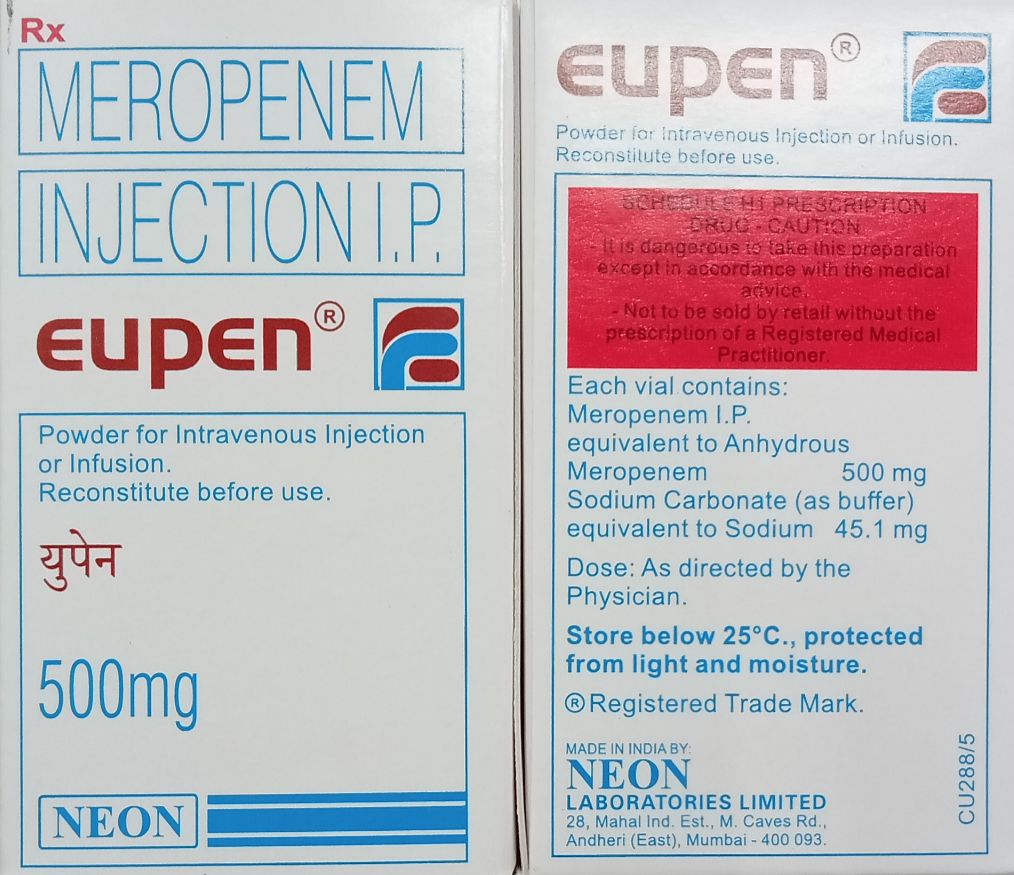 Rx
MEROPENEM
INJECTION I.P.
EUPEN®
Powder for Intravenous Injection
or Infusion.
Reconstitute before use.
युपेन
500mg
NEON
EUPEN®
Powder for Intravenous Injection or Infusion.
Reconstitute before use.
SCHEDULE H1 PRESCRIPTION
DRUG - CAUTION
- It is dangerous to take this preparation
except in accordance with the medical
advice.
- Not to be sold by retail without the
prescription of a Registered Medical
Practitioner.
Each vial contains:
Meropenem I.P.
equivalent to Anhydrous
Meropenem 500 mg
Sodium Carbonate (as buffer)
equivalent to Sodium 45.1 mg
Dose: As directed by the
Physician.
Store below 25°C., protected
from light and moisture.
® Registered Trade Mark.
MADE IN INDIA BY:
NEON
LABORATORIES LIMITED
28, Mahal Ind. Est., M. Caves Rd.,
Andheri (East), Mumbai - 400 093.
CU288/5